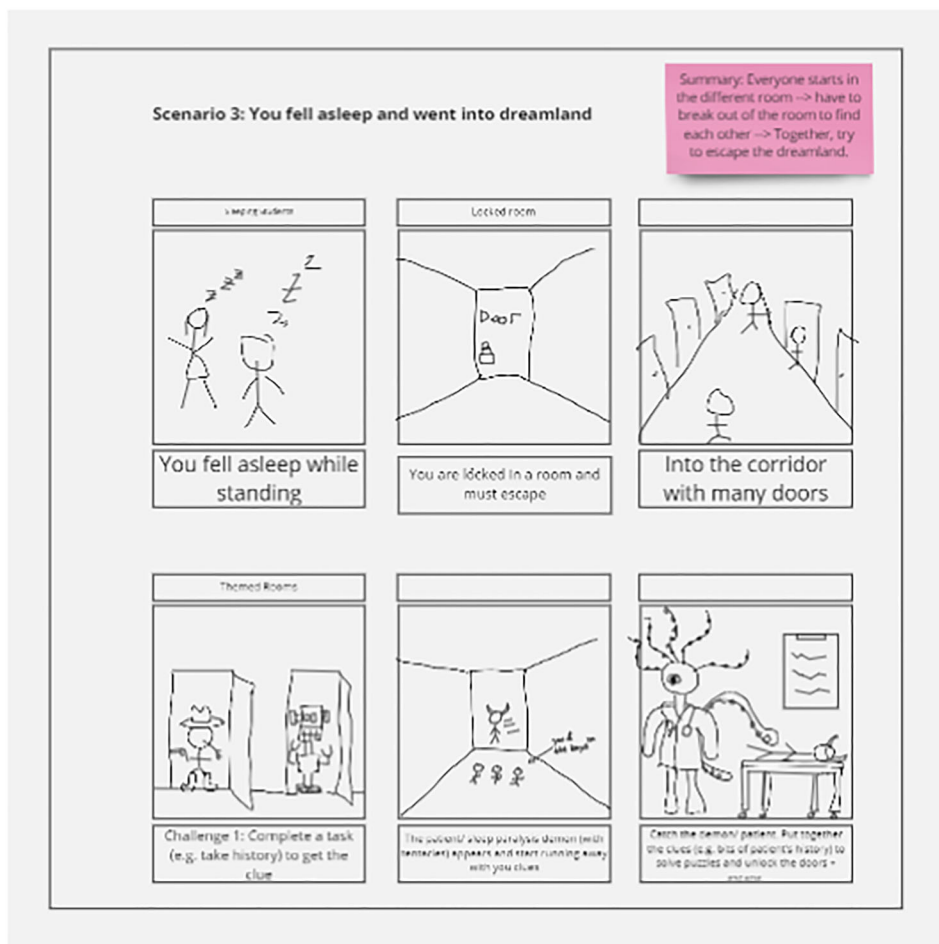 Scenario 3: You fell asleep and went into dreamland
Summary: Everyone starts in
the different room --> have to
break out of the room to find
each other --> Together, try
to escape the dreamland.
Sleeping students
Locked room
z z z z
Z
Z
Door
You fell asleep while
standing
You are locked in a room and
must escape
Into the corridor
with many doors
Themed Rooms
Challenge 1: Complete a task
(e.g. take history) to get the
clue
The patient/ sleep paralysis demon (with
tentacles) appears and start running away
with you clues
Catch the demon/ patient. Put together
the clues (e.g. bits of patient's history) to
solve puzzles and unlock the doors =